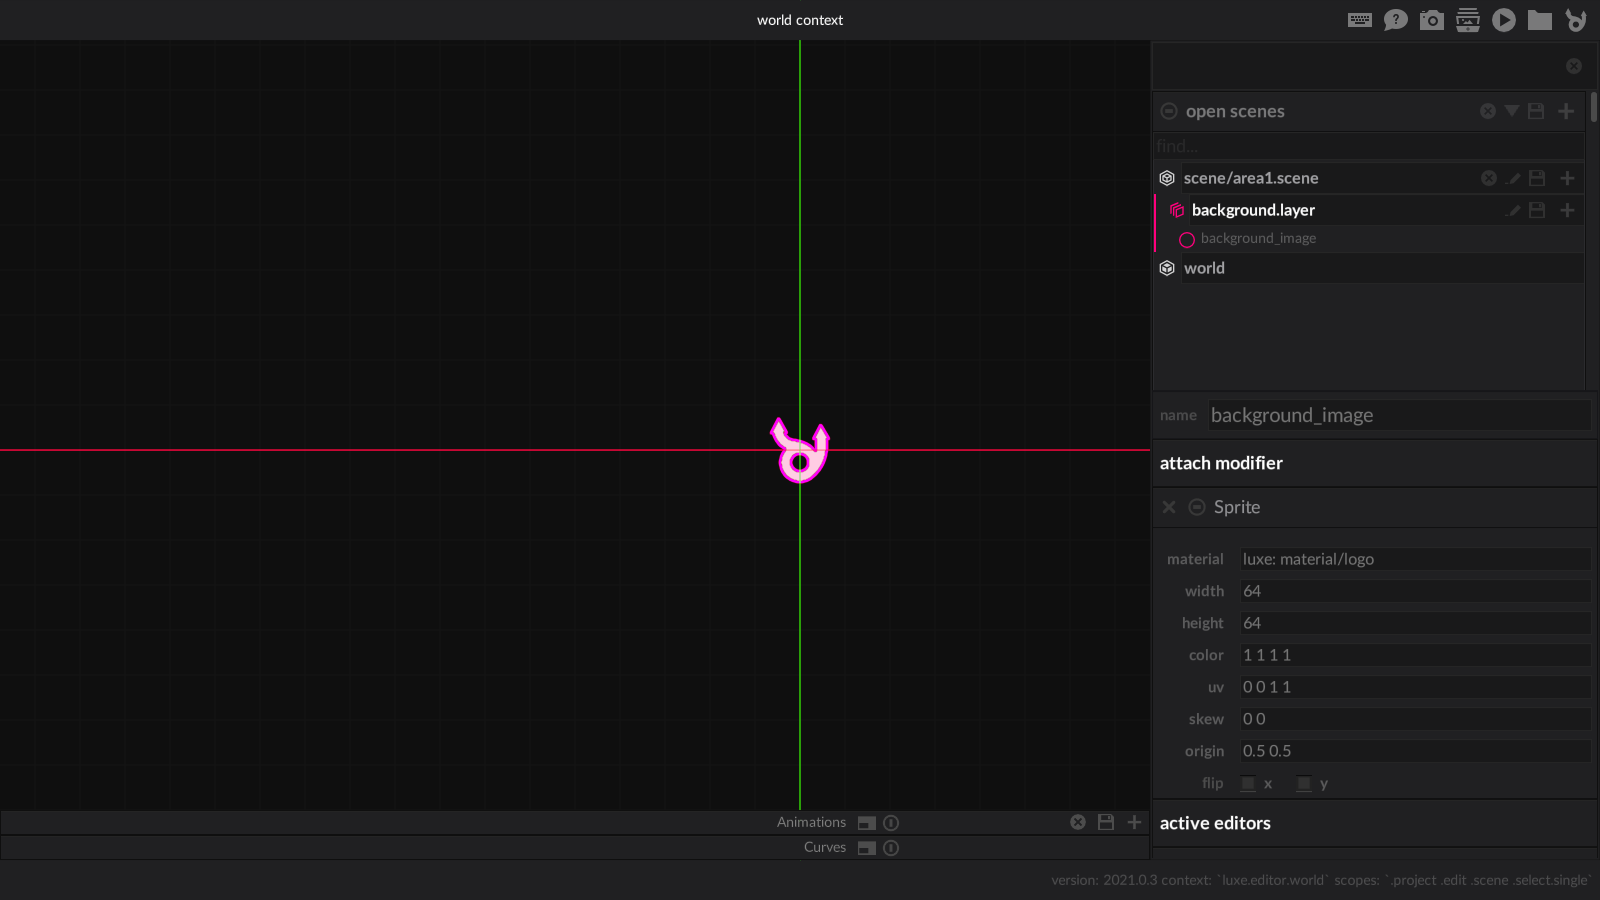 world context
open scenes
find...
scene/area1.scene
background.layer
background_image
world
name background_image
attach modifier
Sprite
material luxe: material/logo
width 64
height 64
color 1 1 1 1
uv 0 0 1 1
skew 0 0
origin 0.5 0.5
flip x y
active editors
Animations
Curves
version: 2021.0.3 context: `luxe.editor.world` scopes: `.project .edit .scene .select.single`